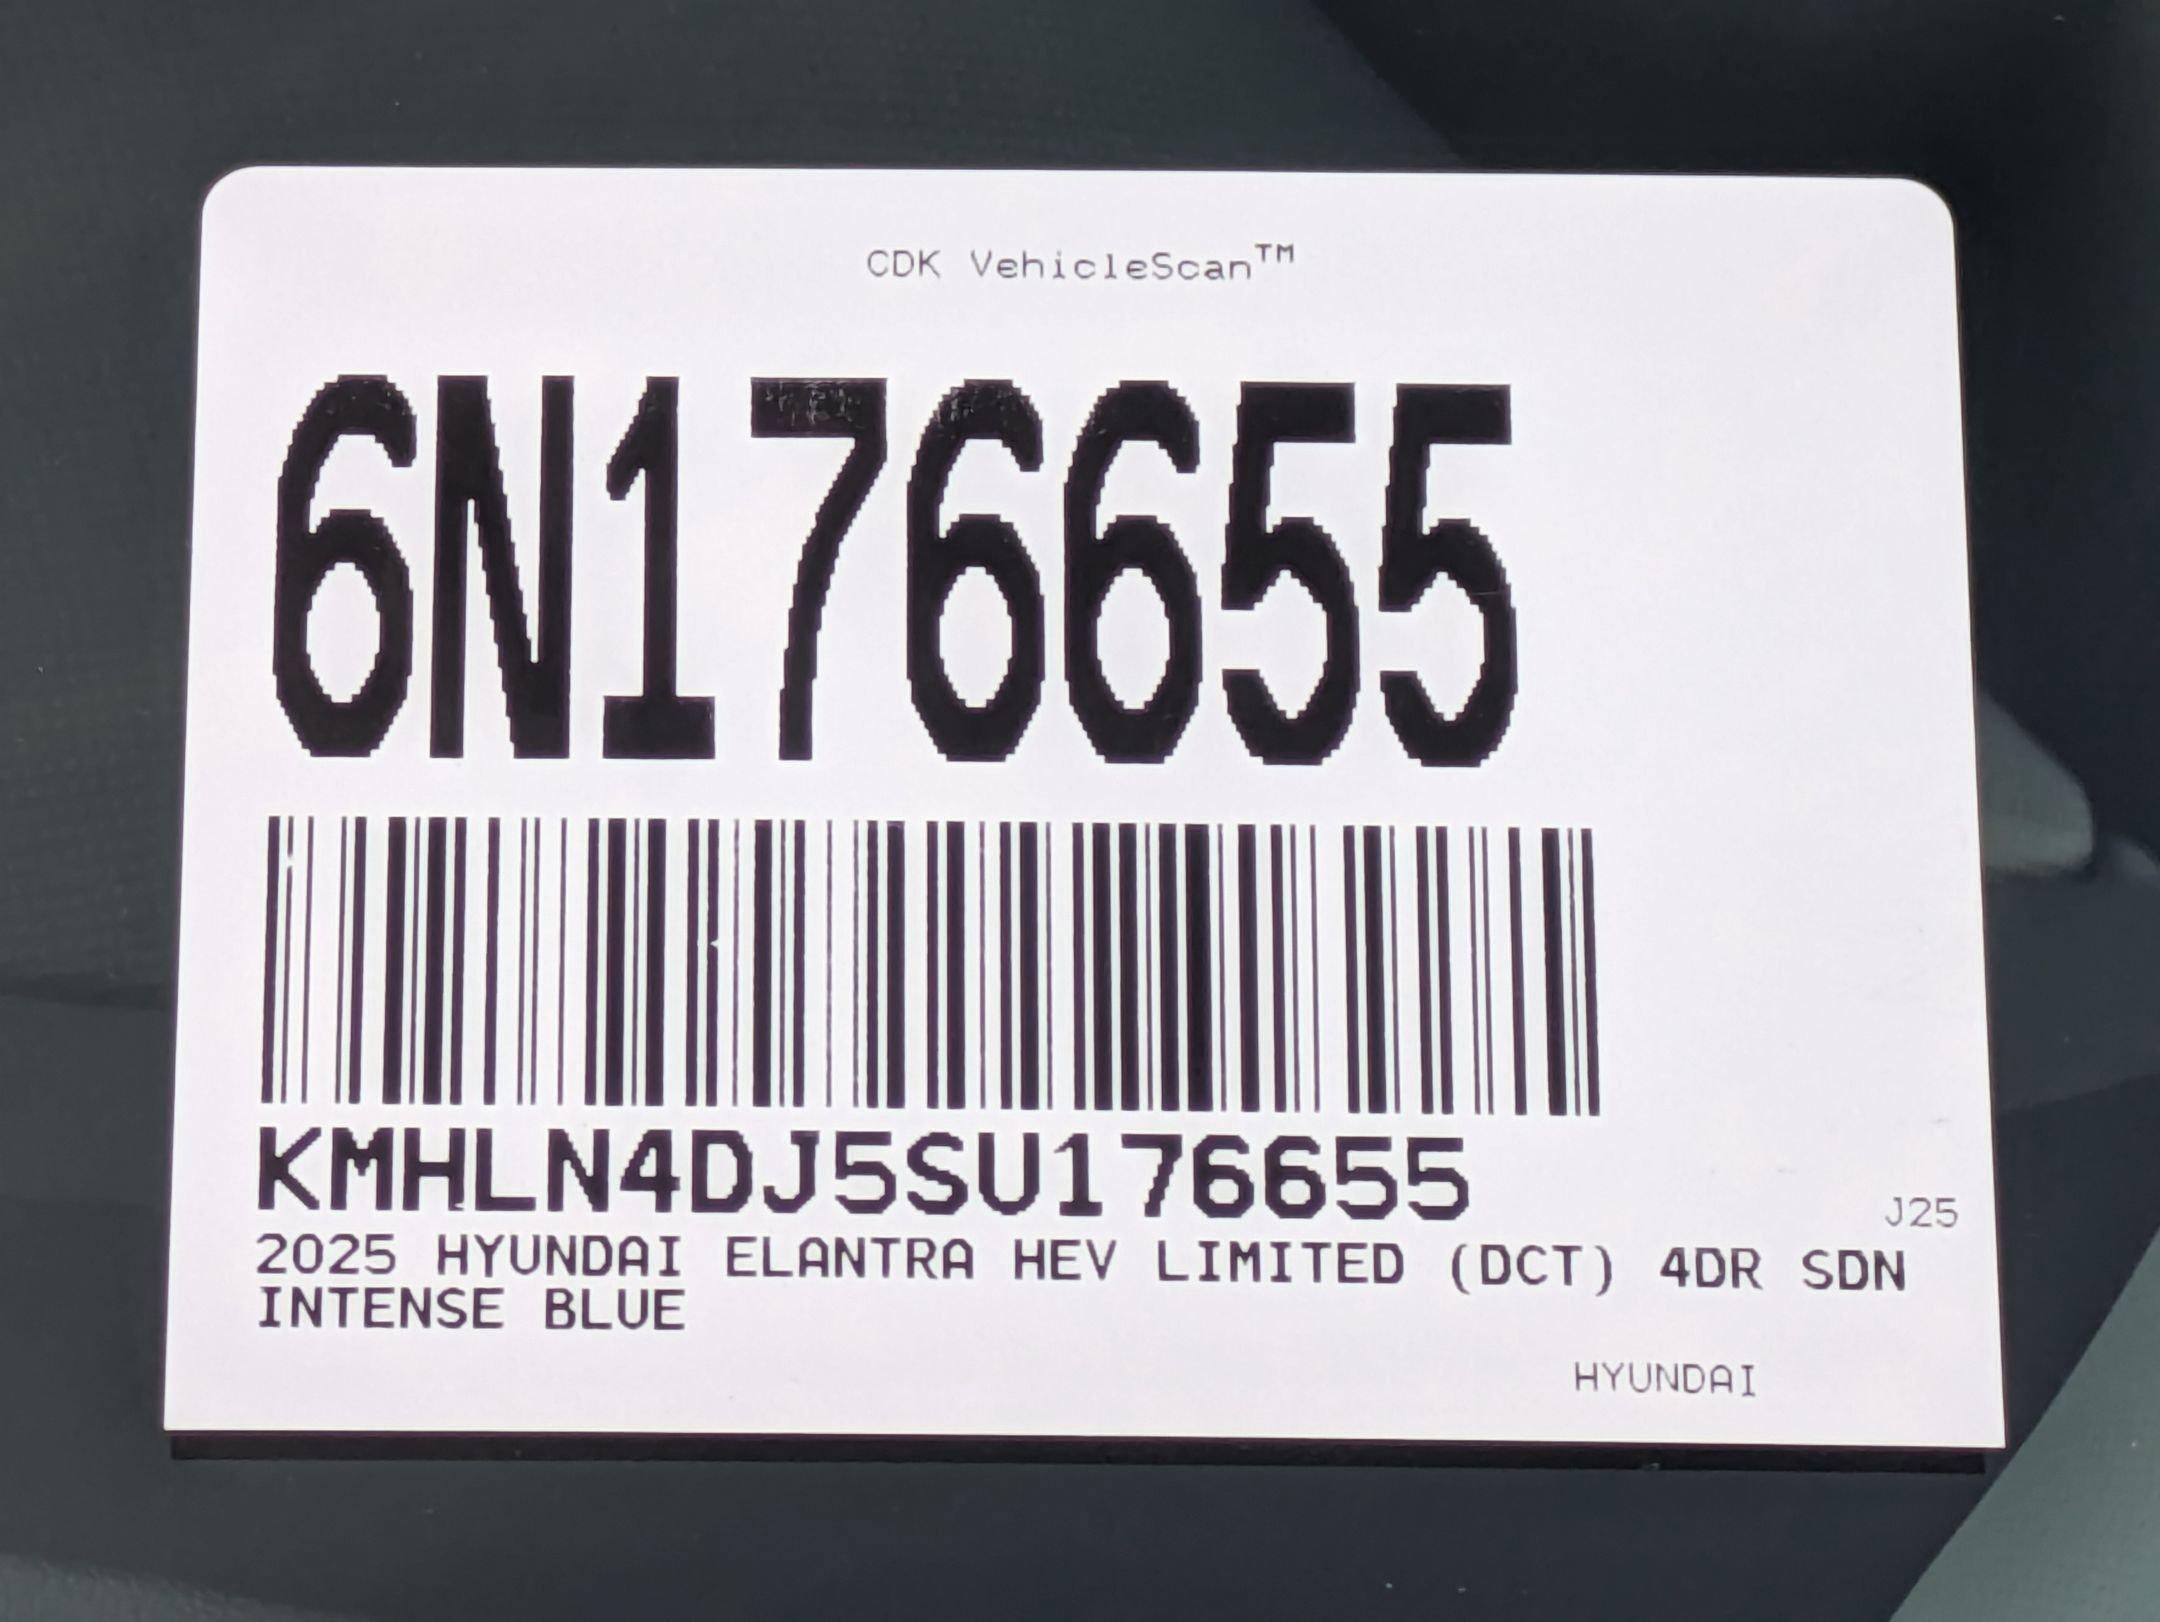 CDK VehicleScan™
6N176655
KMHLN4DJ5SU176655
J25
2025 HYUNDAI ELANTRA HEV LIMITED (DCT) 4DR SDN
INTENSE BLUE
HYUNDAI